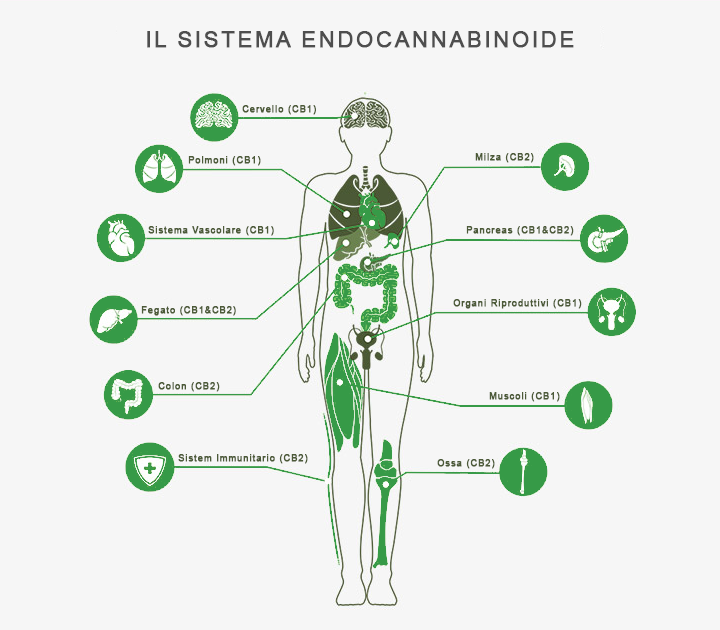 IL SISTEMA ENDOCANNABINOIDE
Cervello (CB1)
Polmoni (CB1)
Milza (CB2)
Sistema Vascolare (CB1)
Pancreas (CB1&CB2)
Fegato (CB1&CB2)
Organi Riproduttivi (CB1)
Colon (CB2)
Muscoli (CB1)
Sistem Immunitario (CB2)
Ossa (CB2)